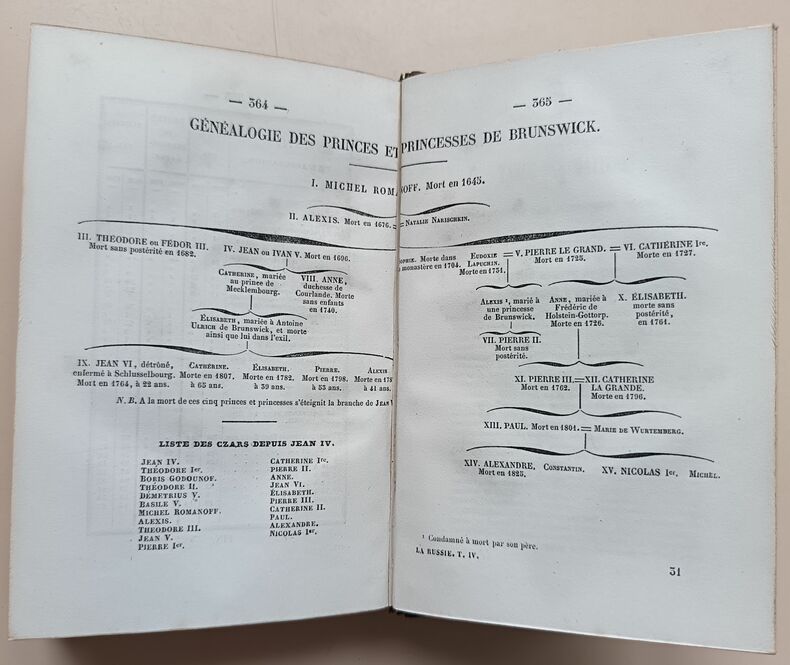 — 364 —
— 365 —
GÉNÉALOGIE DES PRINCES ET PRINCESSES DE BRUNSWICK.
I. MICHEL ROMANOFF. Mort en 1645.
II. ALEXIS. Mort en 1676. = NATALIE NARISCHKIN.
III. THEODORE ou FÉDOR III.
Mort sans postérité en 1682.
IV. JEAN ou IVAN V. Mort en 1696.
CATHERINE, mariée
au prince de
Mecklembourg.
VIII. ANNE,
duchesse de
Courlande. Morte
sans enfants
en 1740.
ÉLISABETH, mariée à Antoine
ULRICH de Brunswick, et morte
ainsi que lui dans l'exil.
IX. JEAN VI, détrôné,
enfermé à Schlusselbourg.
Mort en 1764, à 22 ans.
CATHÉRINE.
Morte en 1807.
à 65 ans.
ÉLISABETH.
Morte en 1782.
à 39 ans.
PIERRE.
Mort en 1798.
à 53 ans.
ALEXIS
Mort en 178
à 41 ans.
N. B. A la mort de ces cinq princes et princesses s'éteignit la branche de JEAN
LISTE DES CZARS DEPUIS JEAN IV.
JEAN IV.
THÉODORE Ier.
BORIS GODOUNOF.
THÉODORE II.
DÉMETRIUS V.
BASILE V.
MICHEL ROMANOFF.
ALEXIS.
THEODORE III.
JEAN V.
PIERRE Ier.
CATHERINE Ire.
PIERRE II.
ANNE.
JEAN VI.
ÉLISABETH.
PIERRE III.
CATHERINE II.
PAUL.
ALEXANDRE.
NICOLAS Ier.
OPHIE. Morte dans
monastère en 1704.
EUDOXIE
LAPUCHIN.
Morte en 1731.
= V. PIERRE LE GRAND. =
Mort en 1725.
VI. CATHÉRINE Ire.
Morte en 1727.
ALEXIS ¹, marié à
une princesse
de Brunswick.
ANNE, mariée à
Frédéric de
Holstein-Gottorp.
Morte en 1726.
X. ÉLISABETH.
morte sans
postérité,
en 1761.
VII. PIERRE II.
Mort sans
postérité.
XI. PIERRE III. = XII. CATHERINE
Mort en 1762. LA GRANDE.
Morte en 1796.
XIII. PAUL. Mort en 1801. = MARIE DE WURTEMBERG.
XIV. ALEXANDRE.
Mort en 1825.
CONSTANTIN.
XV. NICOLAS Ier.
MICHEL.
¹ Condamné à mort par son père.
LA RUSSIE. T. IV.
31